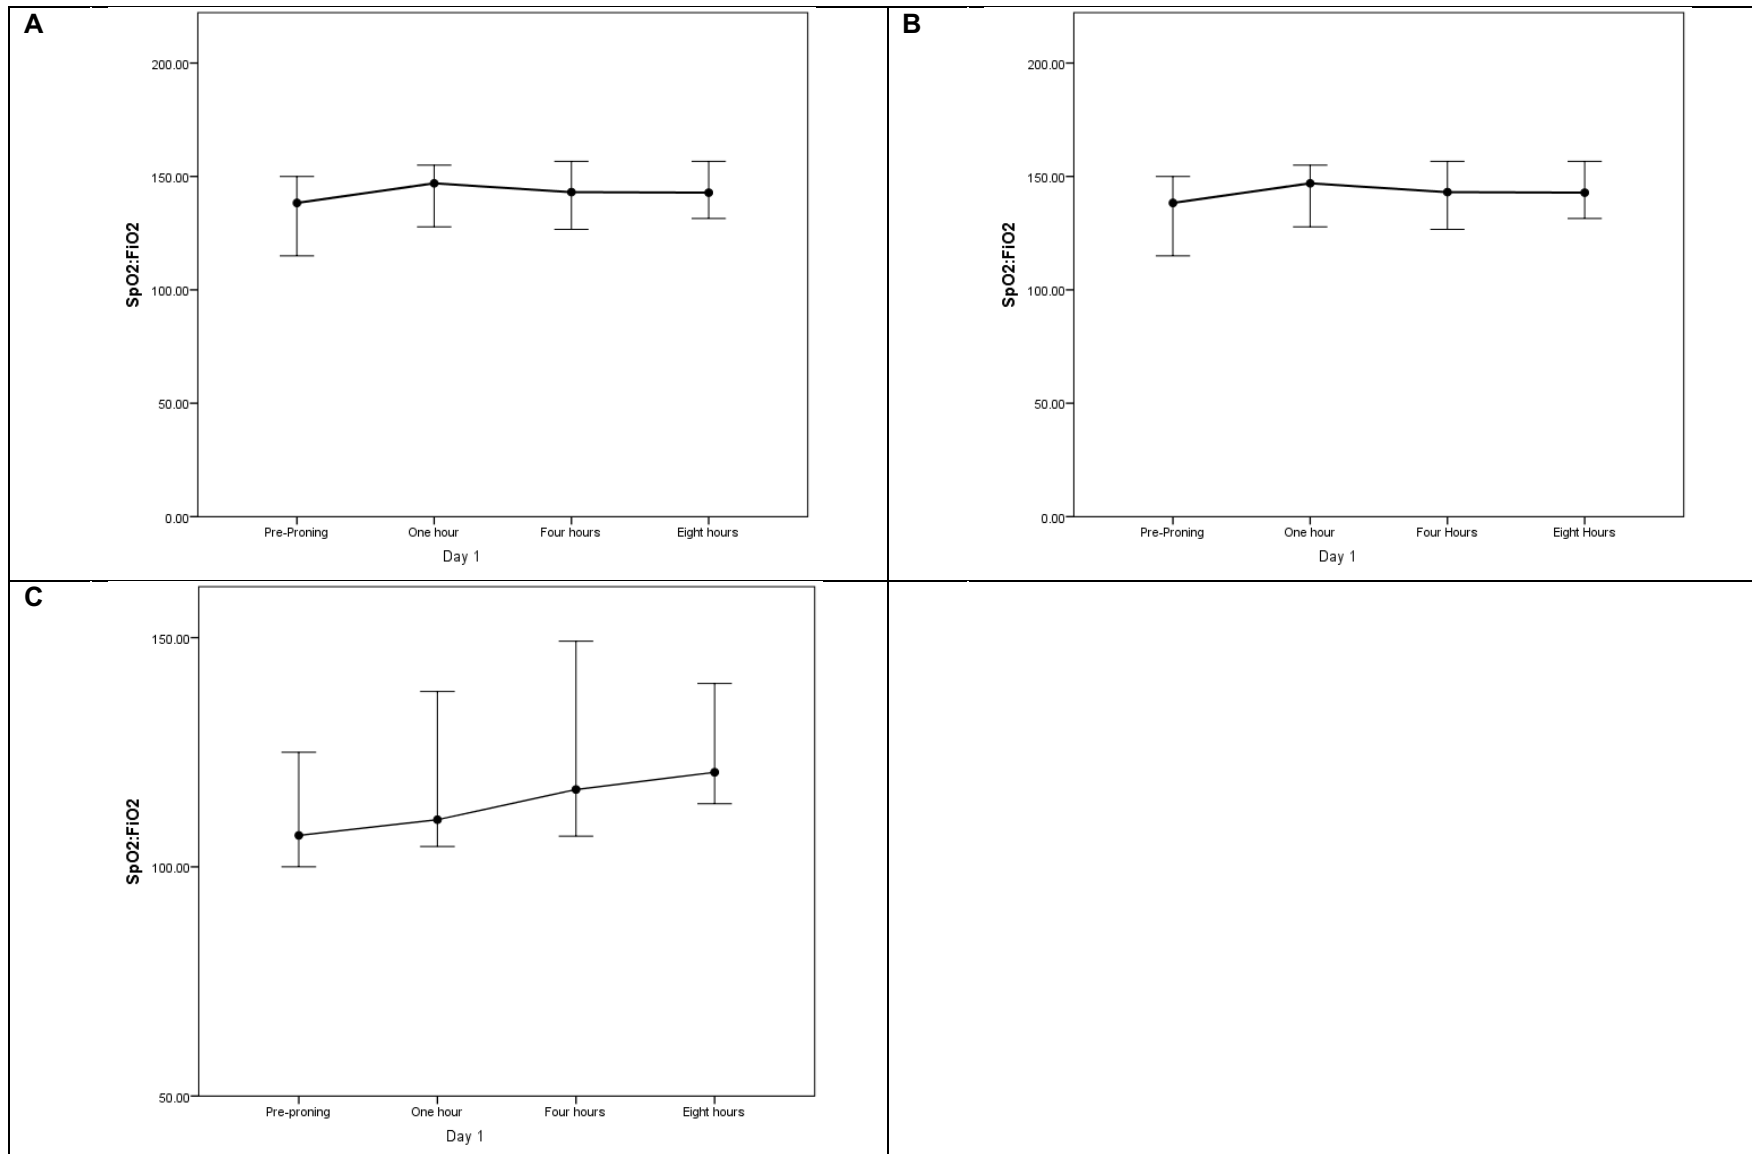 A
200.00
150.00
100.00
50.00
0.00
SpO2:FiO2
Pre-Proning One hour Four hours Eight hours
Day 1
B
200.00
150.00
100.00
50.00
0.00
SpO2:FiO2
Pre-Proning One hour Four Hours Eight Hours
Day 1
C
150.00
100.00
50.00
SpO2:FiO2
Pre-proning One hour Four hours Eight hours
Day 1